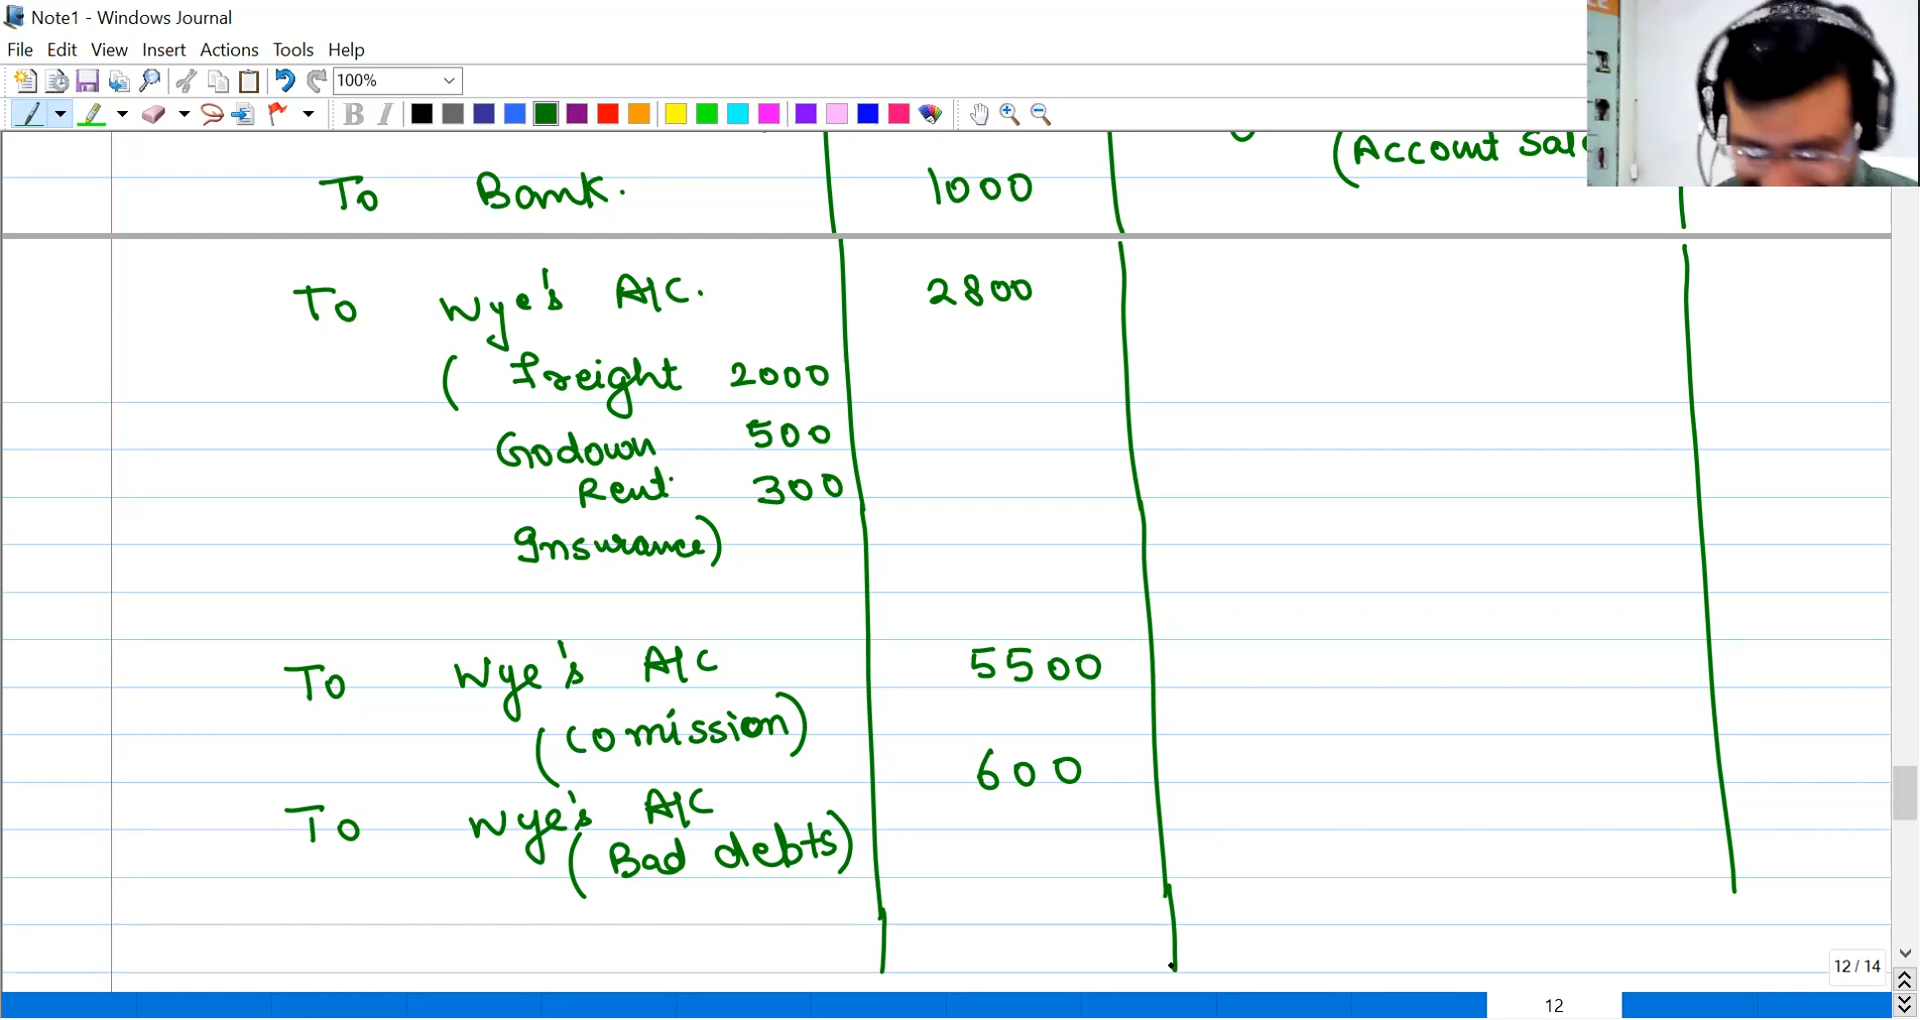 Note1 - Windows Journal
File Edit View Insert Actions Tools Help
100%
B I
(Account Sal
To Bank. 1000
To Wye's A/C. 2800
( Freight 2000
Godown 500
Rent 300
Insurance)
To Wye's A/C 5500
(Comission)
600
To Wye's A/C
(Bad debts)
12 / 14
12